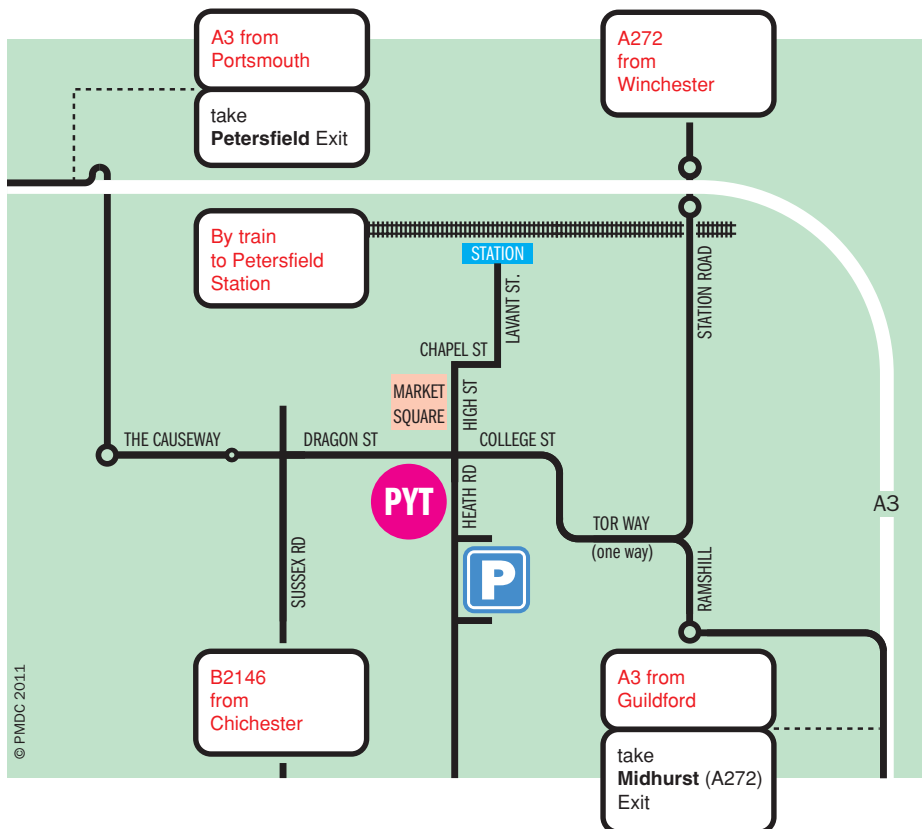 A3 from
Portsmouth
take
Petersfield Exit
A272
from
Winchester
By train
to Petersfield
Station
STATION
LAVANT ST.
STATION ROAD
CHAPEL ST
MARKET
SQUARE
HIGH ST
THE CAUSEWAY
DRAGON ST
COLLEGE ST
PYT
HEATH RD
A3
TOR WAY
(one way)
SUSSEX RD
P
RAMSHILL
B2146
from
Chichester
A3 from
Guildford
take
Midhurst (A272)
Exit
© PMDC 2011